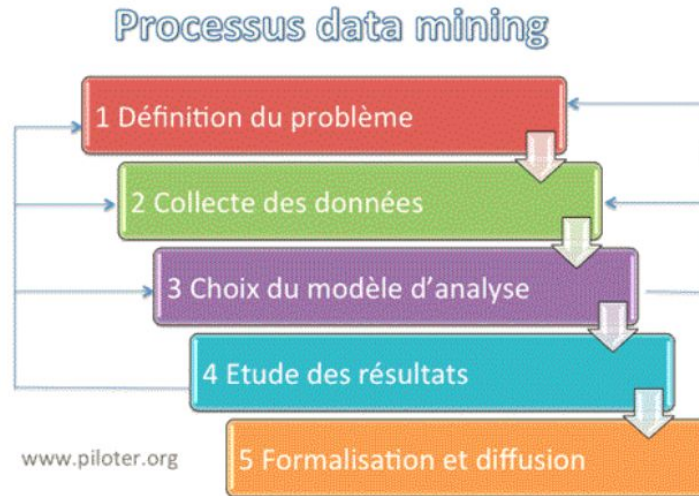 Processus data mining
1 Définition du problème
2 Collecte des données
3 Choix du modèle d'analyse
4 Etude des résultats
www.piloter.org
5 Formalisation et diffusion